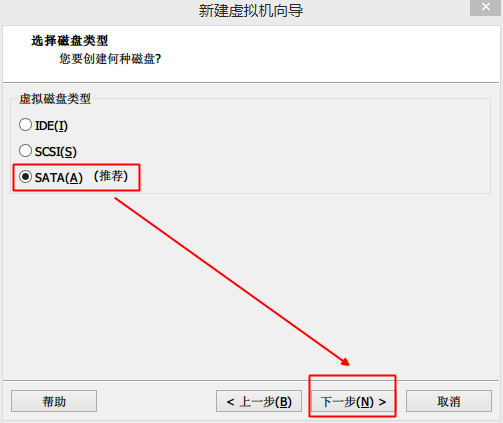 新建虚拟机向导
选择磁盘类型
您要创建何种磁盘?
虚拟磁盘类型
IDE(I)
SCSI(S)
SATA(A) (推荐)
帮助 < 上一步(B) 下一步(N) > 取消